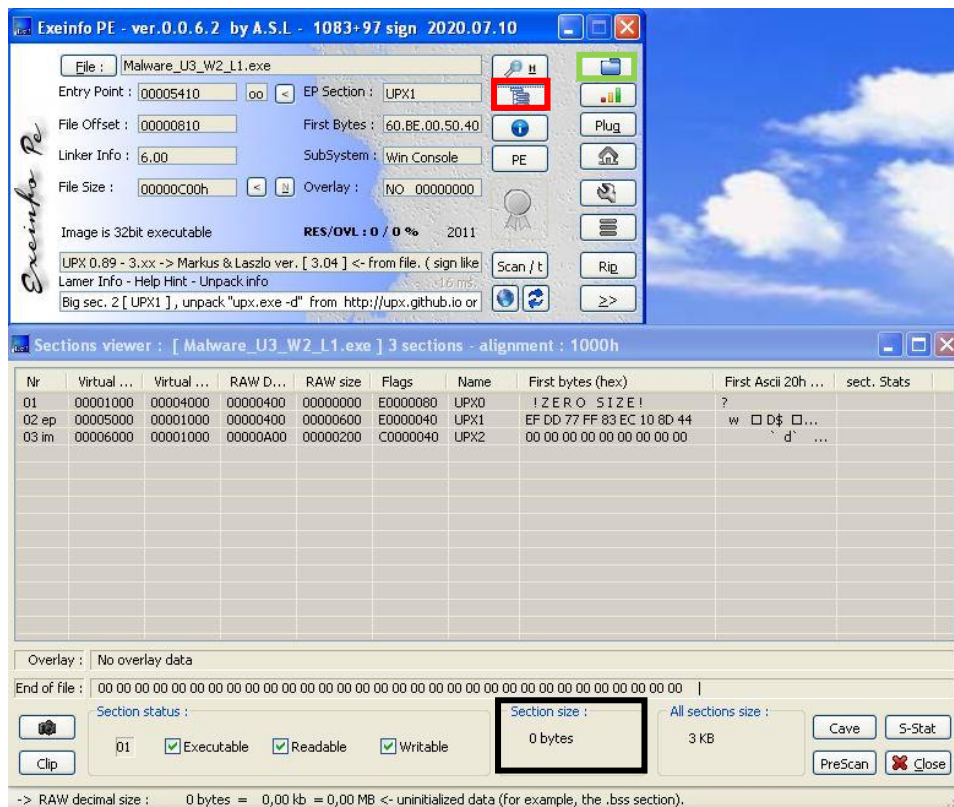 Exeinfo PE - ver.0.0.6.2 by A.S.L - 1083+97 sign 2020.07.10
File : Malware_U3_W2_L1.exe H
Entry Point : 00005410 oo < EP Section : UPX1
File Offset : 00000810 First Bytes : 60.BE.00.50.40 Plug
Linker Info : 6.00 SubSystem : Win Console PE
File Size : 00000C00h < N Overlay : NO 00000000
Image is 32bit executable RES/OVL : 0 / 0 % 2011
UPX 0.89 - 3.xx -> Markus & Laszlo ver. [ 3.04 ] <- from file. ( sign like Scan / t Rip
Lamer Info - Help Hint - Unpack info 16 ms.
Big sec. 2 [ UPX1 ] , unpack "upx.exe -d" from http://upx.github.io or >>
Exeinfo Pe
Sections viewer : [ Malware_U3_W2_L1.exe ] 3 sections - alignment : 1000h
Nr Virtual ... Virtual ... RAW D... RAW size Flags Name First bytes (hex) First Ascii 20h ... sect. Stats
01 00001000 00004000 00000400 00000000 E0000080 UPX0 !ZERO SIZE! ?
02 ep 00005000 00001000 00000400 00000600 E0000040 UPX1 EF DD 77 FF 83 EC 10 8D 44 w □ D$ □...
03 im 00006000 00001000 00000A00 00000200 C0000040 UPX2 00 00 00 00 00 00 00 00 00 ` d` ...
Overlay : No overlay data
End of file : 00 00 00 00 00 00 00 00 00 00 00 00 00 00 00 00 00 00 00 00 00 00 00 00 00 00 00 00 00 00 00 00 |
Section status : Section size : All sections size :
01 Executable Readable Writable 0 bytes 3 KB Cave S-Stat
Clip PreScan Close
-> RAW decimal size : 0 bytes = 0,00 kb = 0,00 MB <- uninitialized data (for example, the .bss section).